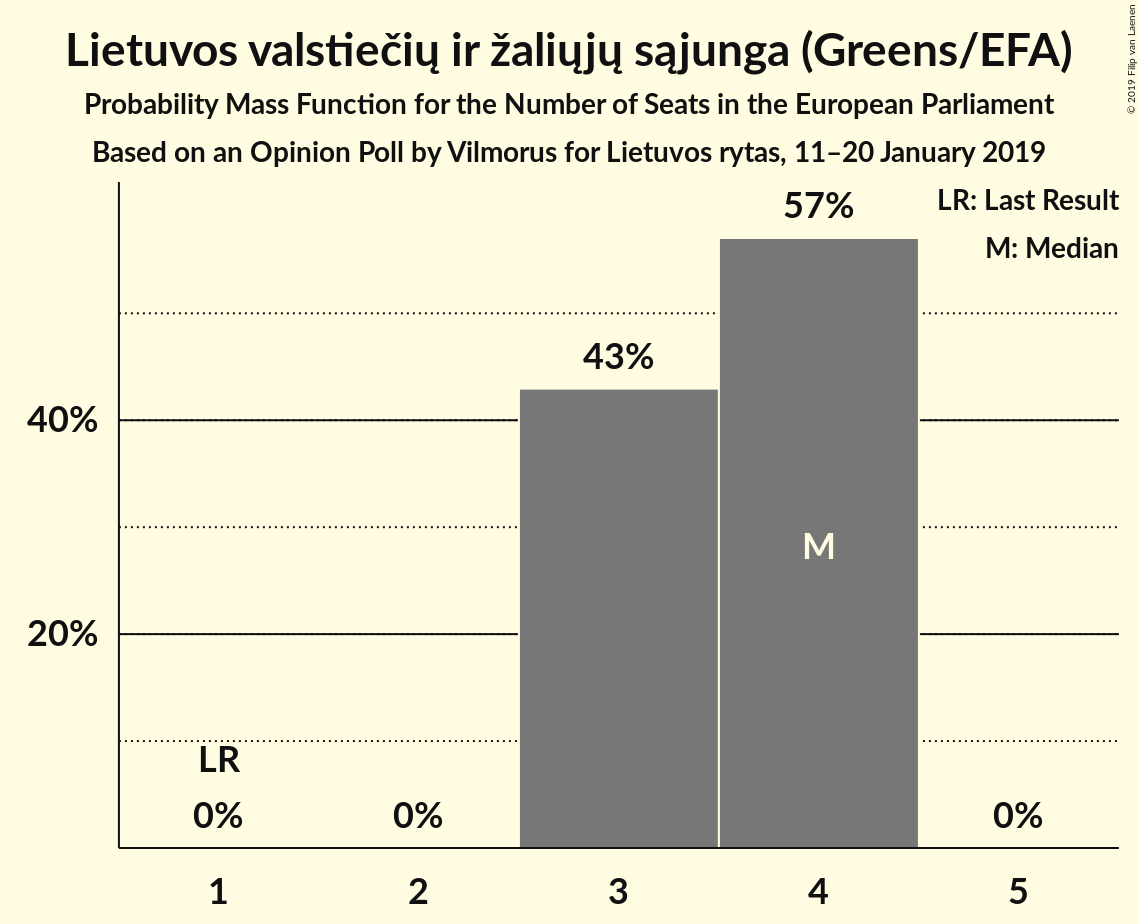 Lietuvos valstiečių ir žaliųjų sąjunga (Greens/EFA)
Probability Mass Function for the Number of Seats in the European Parliament
Based on an Opinion Poll by Vilmorus for Lietuvos rytas, 11–20 January 2019
© 2019 Filip van Laenen
LR: Last Result
M: Median
57%
43%
40%
M
20%
LR
0% 0% 0%
1 2 3 4 5